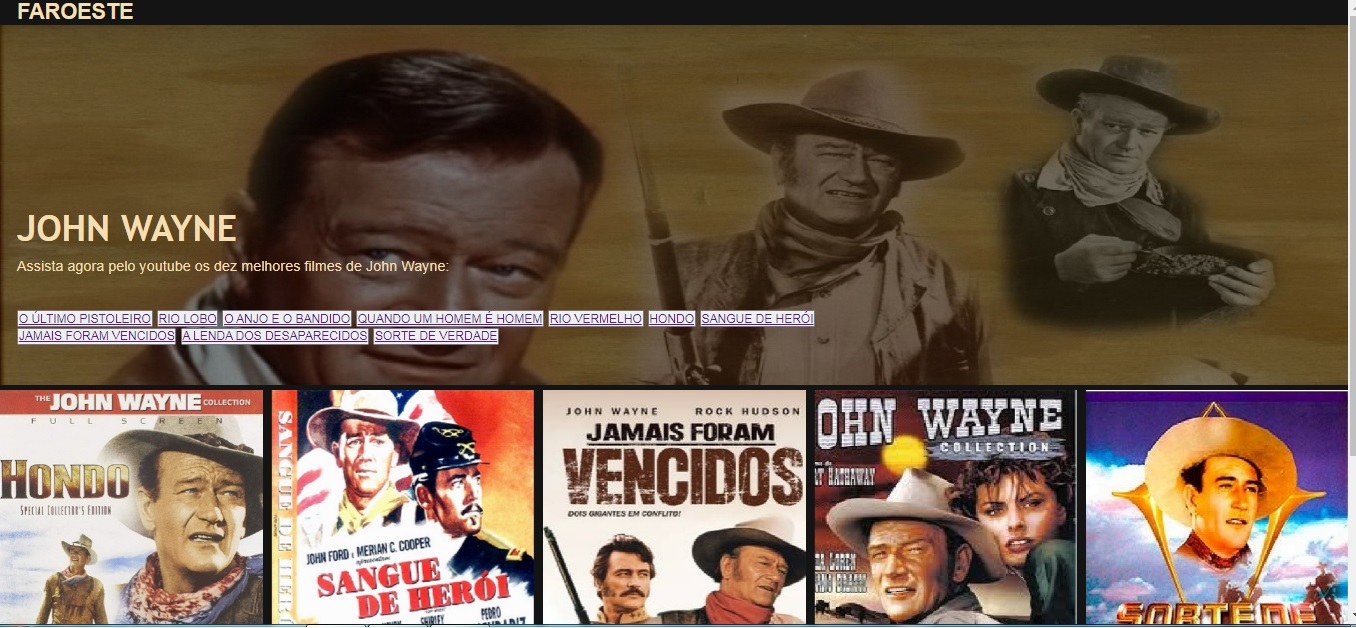 FAROESTE
JOHN WAYNE
Assista agora pelo youtube os dez melhores filmes de John Wayne:
O ÚLTIMO PISTOLEIRO RIO LOBO O ANJO E O BANDIDO QUANDO UM HOMEM É HOMEM RIO VERMELHO HONDO SANGUE DE HERÓI
JAMAIS FORAM VENCIDOS A LENDA DOS DESAPARECIDOS SORTE DE VERDADE
THE JOHN WAYNE COLLECTION
FULL SCREEN
HONDO
SPECIAL COLLECTOR'S EDITION
SANGUE DE
JOHN FORD e MERIAN C. COOPER
apresentam
SANGUE
DE HERÓI
SHIRLEY
PEDRO
JOHN WAYNE ROCK HUDSON
JAMAIS FORAM
VENCIDOS
DOIS GIGANTES EM CONFLITO!
OHN WAYNE
COLLECTION
HATHAWAY
LOREN
SORTE DE